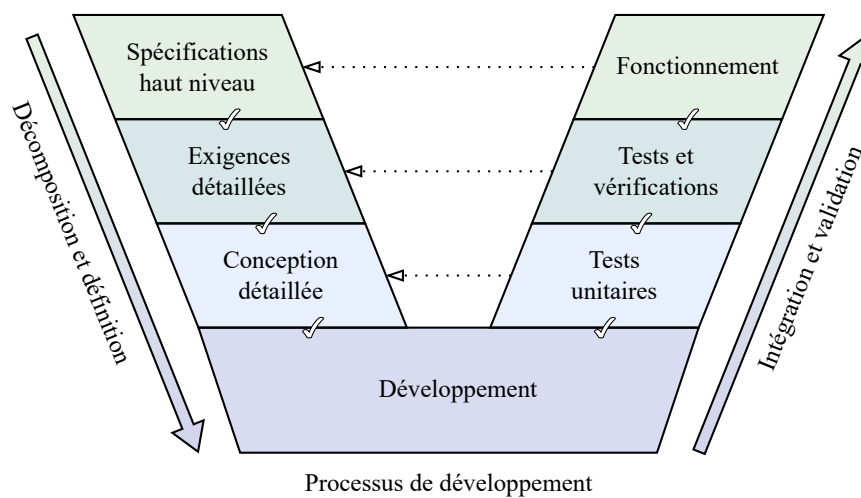 Spécifications
haut niveau
Fonctionnement
Exigences
détaillées
Tests et
vérifications
Conception
détaillée
Tests
unitaires
Développement
Décomposition et définition
Intégration et validation
Processus de développement